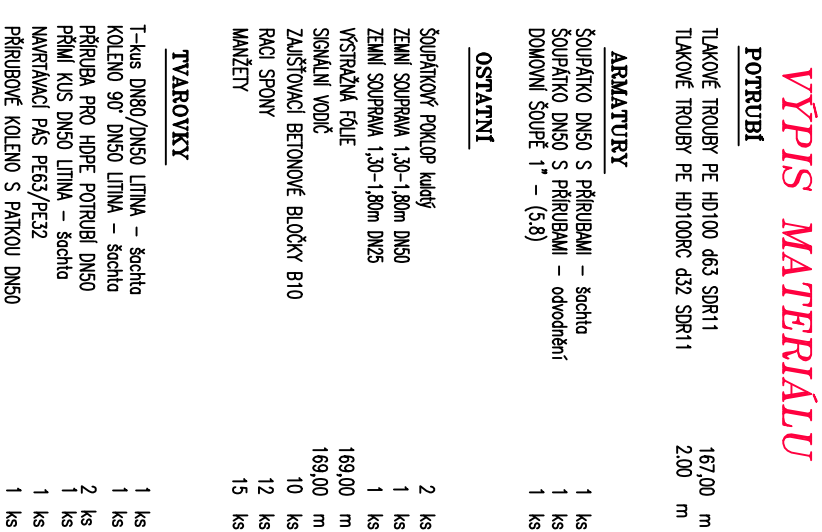 VÝPIS MATERIÁLU
POTRUBÍ
TLAKOVÉ TROUBY PE HD100 d63 SDR11 167,00 m
TLAKOVÉ TROUBY PE HD100RC d32 SDR11 2.00 m
ARMATURY
ŠOUPÁTKO DN50 S PŘÍRUBAMI – šachta 1 ks
ŠOUPÁTKO DN50 S PŘÍRUBAMI – odvodnění 1 ks
DOMOVNÍ ŠOUPĚ 1" – (5.8) 1 ks
OSTATNÍ
ŠOUPÁTKOVÝ POKLOP kulatý 2 ks
ZEMNÍ SOUPRAVA 1,30–1,80m DN50 1 ks
ZEMNÍ SOUPRAVA 1,30–1,80m DN25 1 ks
VÝSTRAŽNÁ FÓLIE 169,00 m
SIGNÁLNÍ VODIČ 169,00 m
ZAJIŠŤOVACÍ BETONOVÉ BLOČKY B10 10 ks
RACI SPONY 12 ks
MANŽETY 15 ks
TVAROVKY
T–kus DN80/DN50 LITINA – šachta 1 ks
KOLENO 90° DN50 LITINA – šachta 1 ks
PŘÍRUBA PRO HDPE POTRUBÍ DN50 2 ks
PŘÍMÍ KUS DN50 LITINA – šachta 1 ks
NAVRTÁVACÍ PÁS PE63/PE32 1 ks
PŘÍRUBOVÉ KOLENO S PATKOU DN50 1 ks